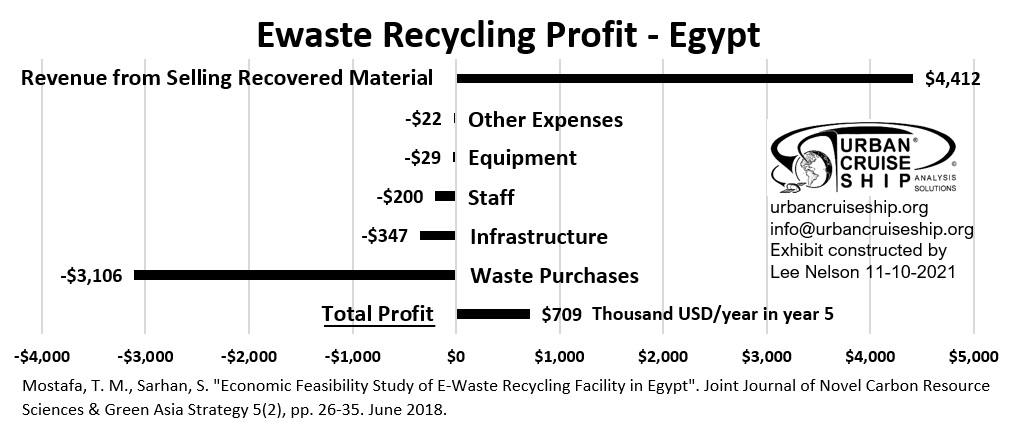 Ewaste Recycling Profit - Egypt
Revenue from Selling Recovered Material $4,412
-$22 Other Expenses
-$29 Equipment
-$200 Staff
-$347 Infrastructure
-$3,106 Waste Purchases
Total Profit $709 Thousand USD/year in year 5
URBAN®
CRUISE ©
SHIP ANALYSIS
SOLUTIONS
urbancruiseship.org
info@urbancruiseship.org
Exhibit constructed by
Lee Nelson 11-10-2021
-$4,000 -$3,000 -$2,000 -$1,000 $0 $1,000 $2,000 $3,000 $4,000 $5,000
Mostafa, T. M., Sarhan, S. "Economic Feasibility Study of E-Waste Recycling Facility in Egypt". Joint Journal of Novel Carbon Resource
Sciences & Green Asia Strategy 5(2), pp. 26-35. June 2018.